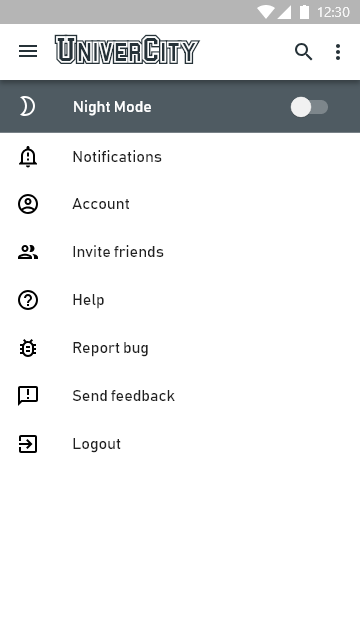 12:30
UNIVERCITY
Night Mode
Notifications
Account
Invite friends
Help
Report bug
Send feedback
Logout